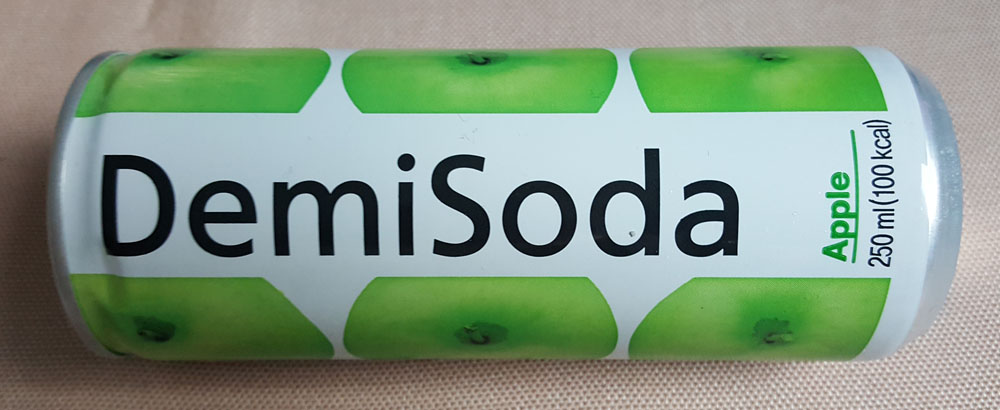 DemiSoda
Apple
250 ml(100 kcal)